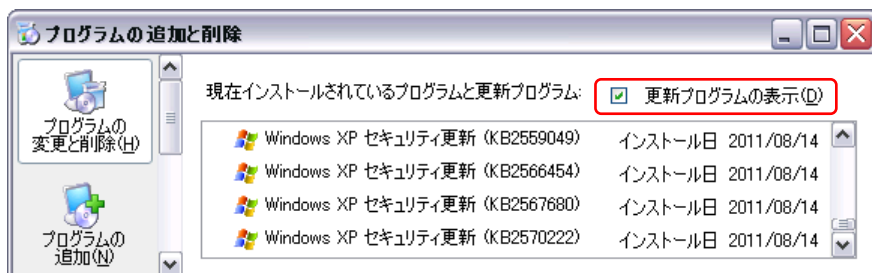 プログラムの追加と削除
プログラムの
変更と削除(H)
プログラムの
追加(N)
現在インストールされているプログラムと更新プログラム:
更新プログラムの表示(D)
Windows XP セキュリティ更新 (KB2559049) インストール日 2011/08/14
Windows XP セキュリティ更新 (KB2566454) インストール日 2011/08/14
Windows XP セキュリティ更新 (KB2567680) インストール日 2011/08/14
Windows XP セキュリティ更新 (KB2570222) インストール日 2011/08/14